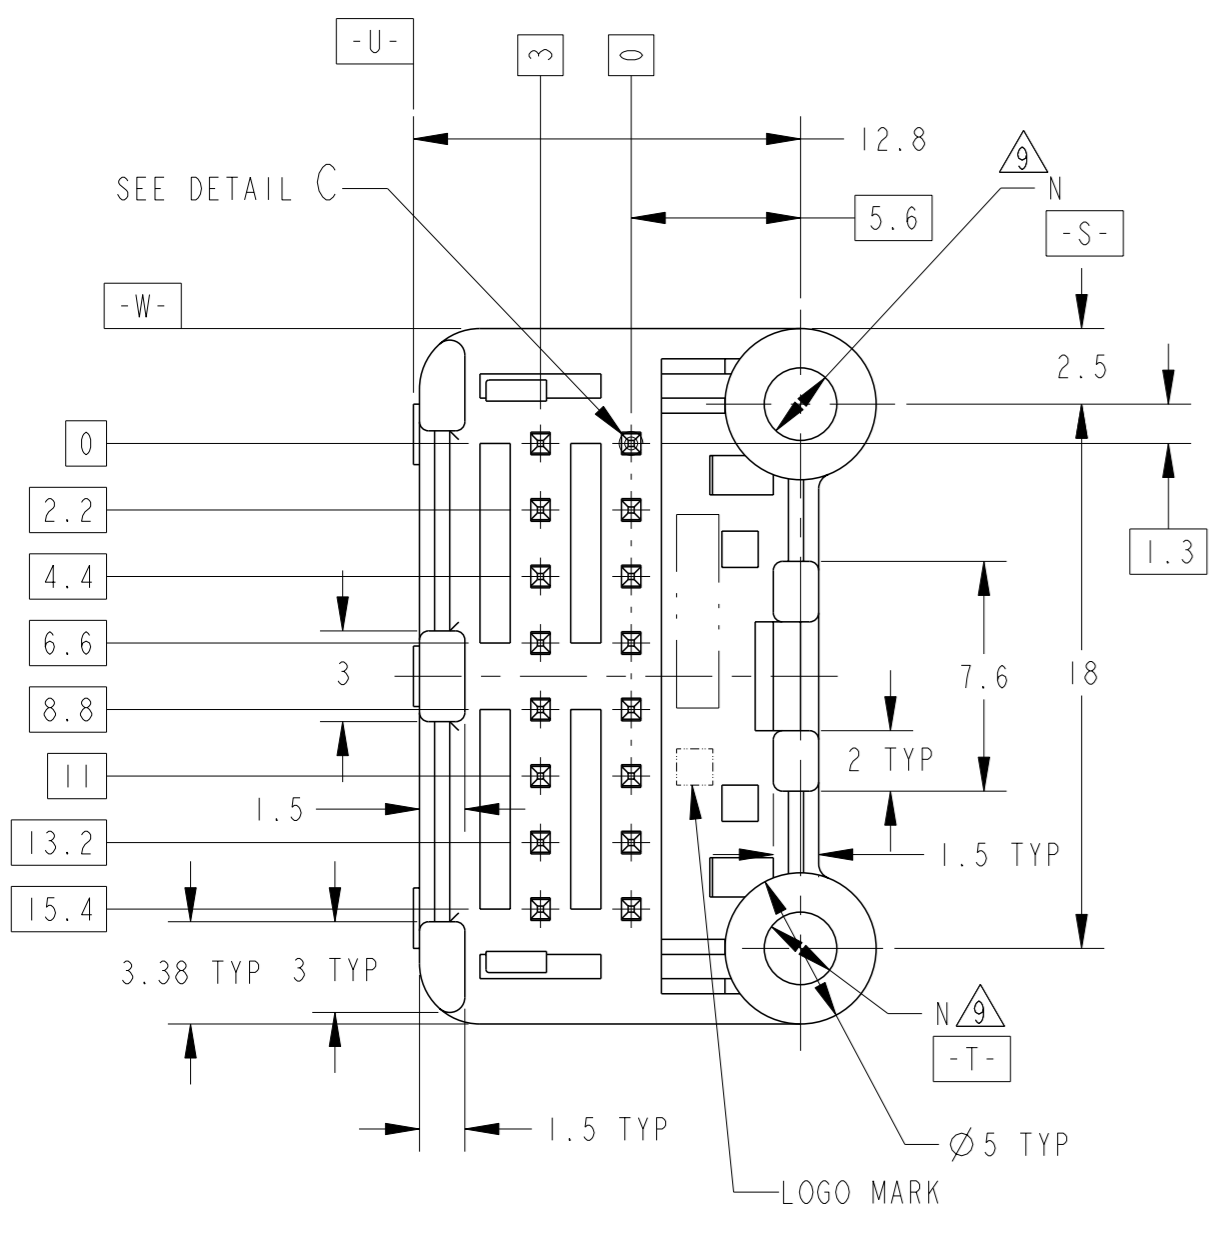 -U-
3
0
12.8
9
N
SEE DETAIL C
5.6
-S-
-W-
2.5
0
2.2
1.3
4.4
6.6
3
7.6
18
8.8
2 TYP
11
1.5
13.2
1.5 TYP
15.4
3.38 TYP
3 TYP
N 9
-T-
1.5 TYP
Ø5 TYP
LOGO MARK